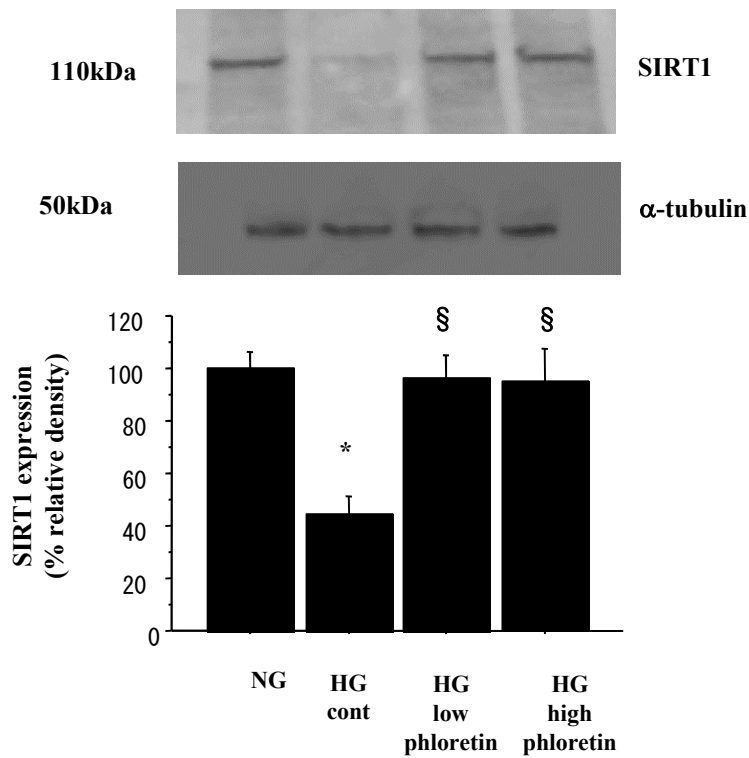 110kDa
SIRT1
50kDa
α-tubulin
SIRT1 expression
(% relative density)
120
100
80
60
40
20
0
§
§
*
NG
HG
cont
HG
low
phloretin
HG
high
phloretin